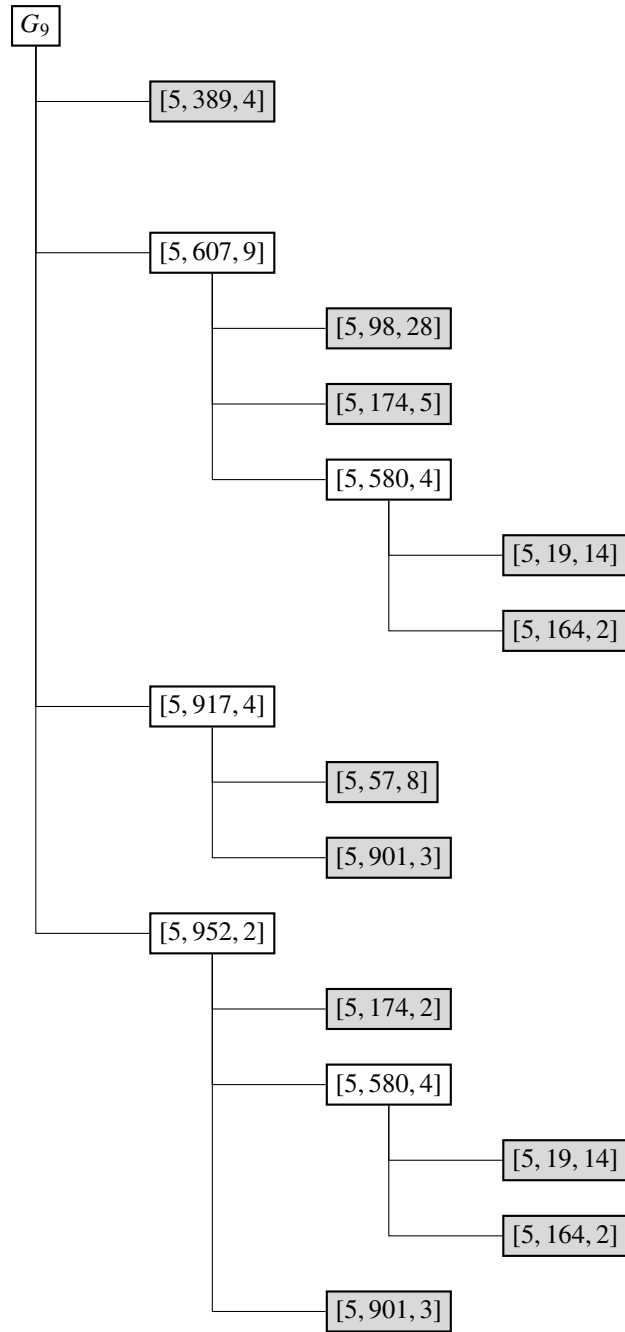 G₉
[5, 389, 4]
[5, 607, 9]
[5, 98, 28]
[5, 174, 5]
[5, 580, 4]
[5, 19, 14]
[5, 164, 2]
[5, 917, 4]
[5, 57, 8]
[5, 901, 3]
[5, 952, 2]
[5, 174, 2]
[5, 580, 4]
[5, 19, 14]
[5, 164, 2]
[5, 901, 3]